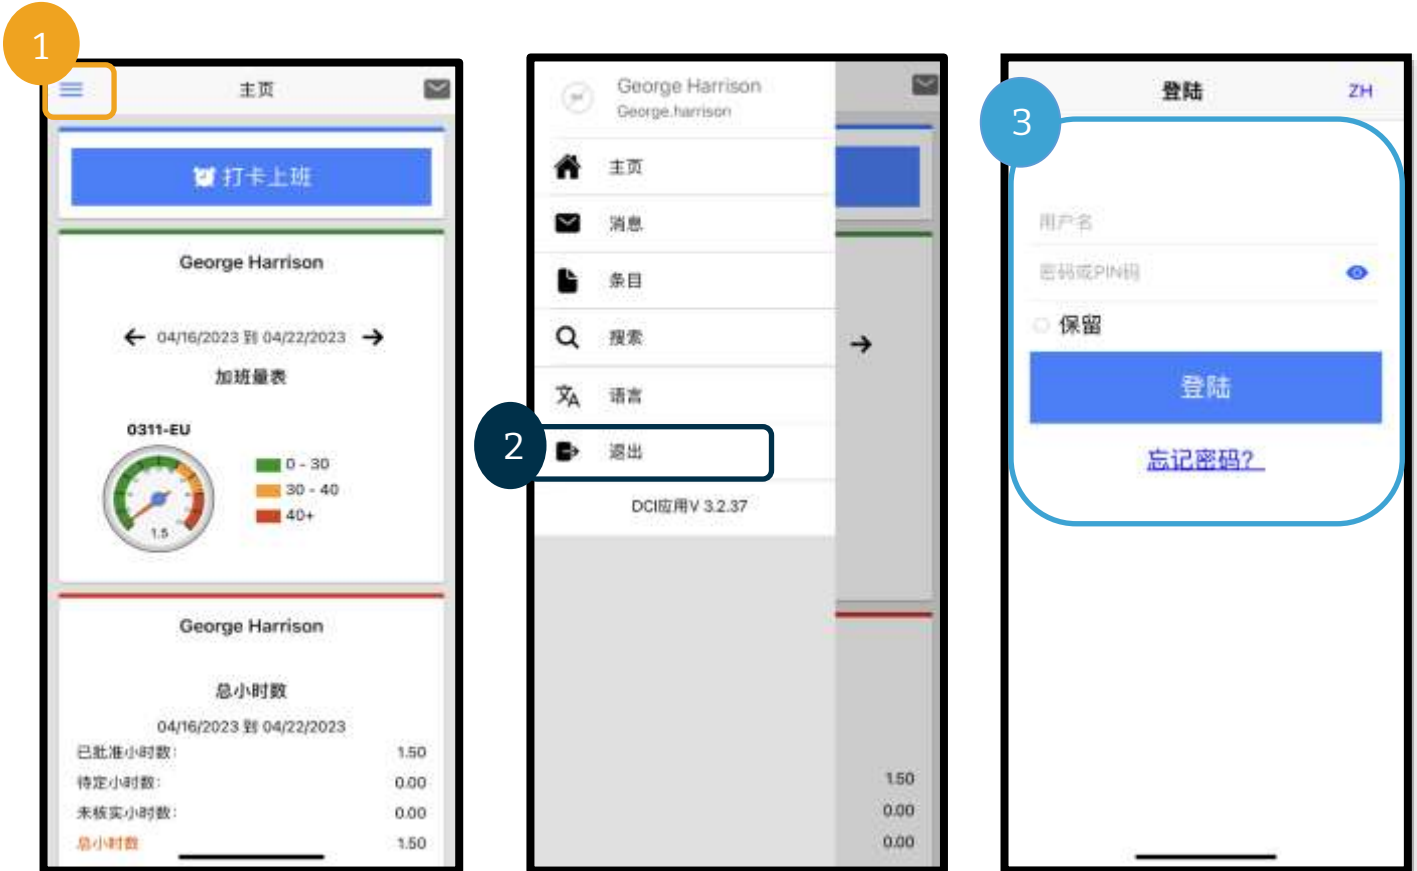 1
主页
打卡上班
George Harrison
04/16/2023 到 04/22/2023
加班量表
0311-EU
0 - 30
30 - 40
40+
1.5
George Harrison
总小时数
04/16/2023 到 04/22/2023
已批准小时数: 1.50
待定小时数: 0.00
未核实小时数: 0.00
总小时数 1.50
George Harrison
George.harrison
主页
消息
条目
搜索
语言
2
退出
DCI应用V 3.2.37
1.50
0.00
0.00
3
登陆
ZH
用户名
密码或PIN码
保留
登陆
忘记密码?